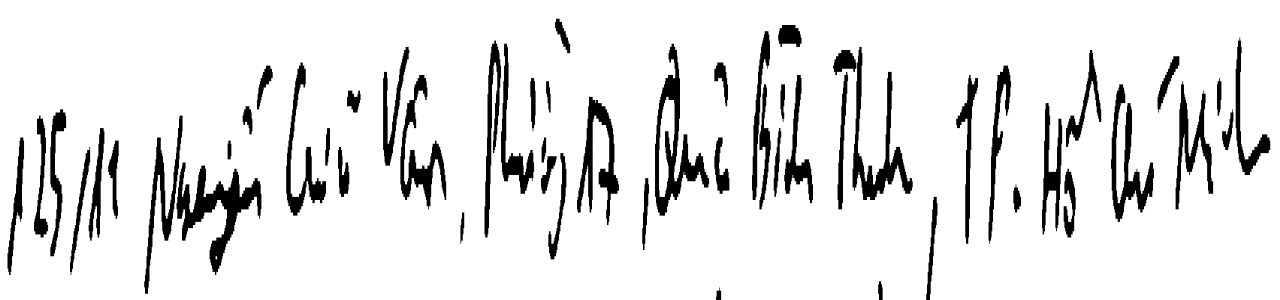 125/11 Nguyễn Cửu Vân, Phường 17, Quận Bình Thạnh, TP. Hồ Chí Minh